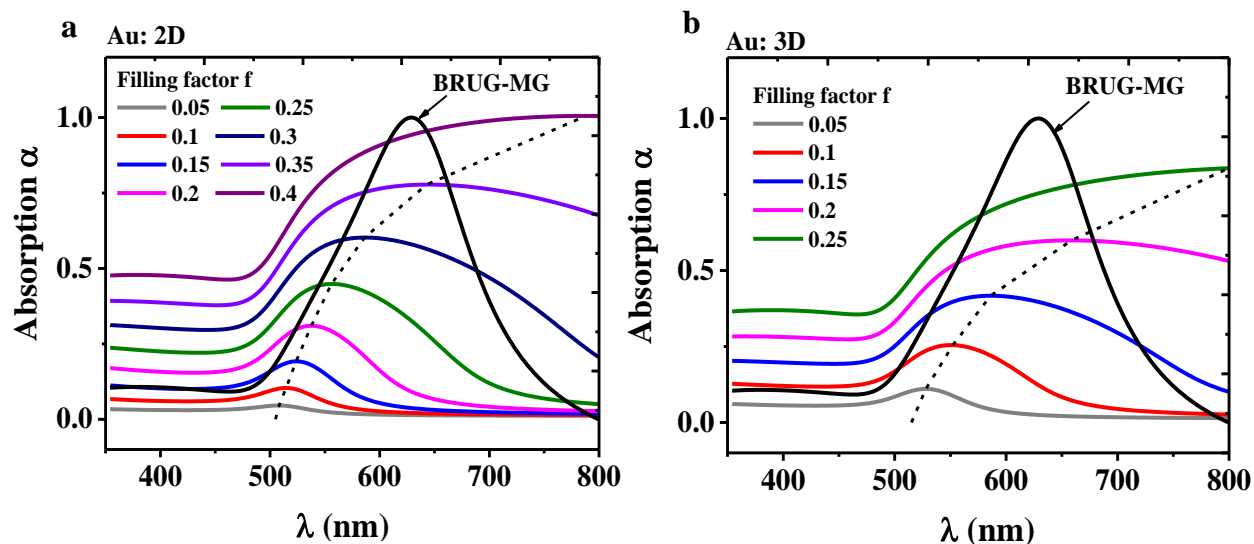 a
Au: 2D
Filling factor f
0.05
0.25
0.1
0.3
0.15
0.35
0.2
0.4
BRUG-MG
1.0
0.5
0.0
Absorption α
400
500
600
700
800
λ (nm)
b
Au: 3D
Filling factor f
0.05
0.1
0.15
0.2
0.25
BRUG-MG
1.0
0.5
0.0
Absorption α
400
500
600
700
800
λ (nm)